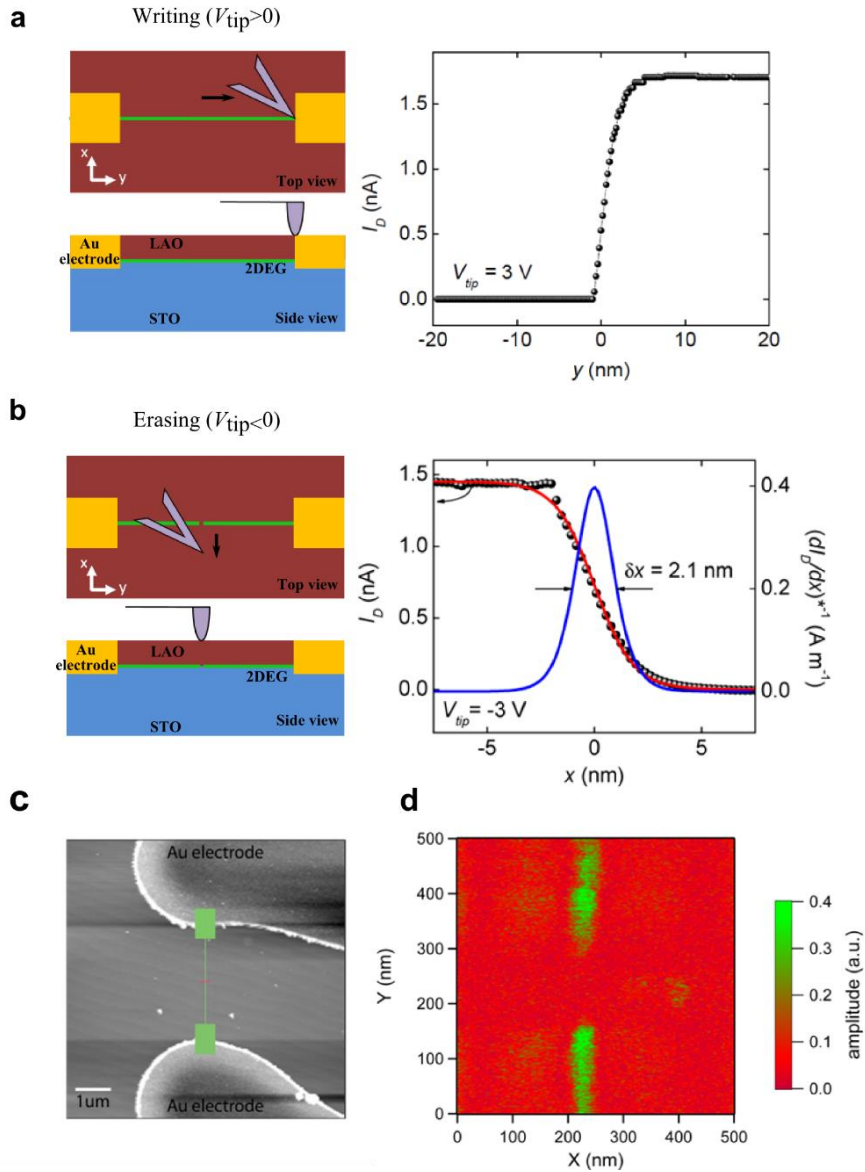 a
Writing (Vtip>0)
x
y
Top view
Au
electrode
LAO
2DEG
STO
Side view
1.5
1.0
0.5
0.0
I_D (nA)
Vtip = 3 V
-20
-10
0
10
20
y (nm)
b
Erasing (Vtip<0)
x
y
Top view
Au
electrode
LAO
2DEG
STO
Side view
1.5
1.0
0.5
0.0
I_D (nA)
δx = 2.1 nm
Vtip = -3 V
0.4
0.2
0.0
(dI_D/dx)*⁻¹ (A m⁻¹)
-5
0
5
x (nm)
c
Au electrode
1um
Au electrode
d
500
400
300
200
100
0
Y (nm)
0
100
200
300
400
500
X (nm)
0.4
0.3
0.2
0.1
0.0
amplitude (a.u.)